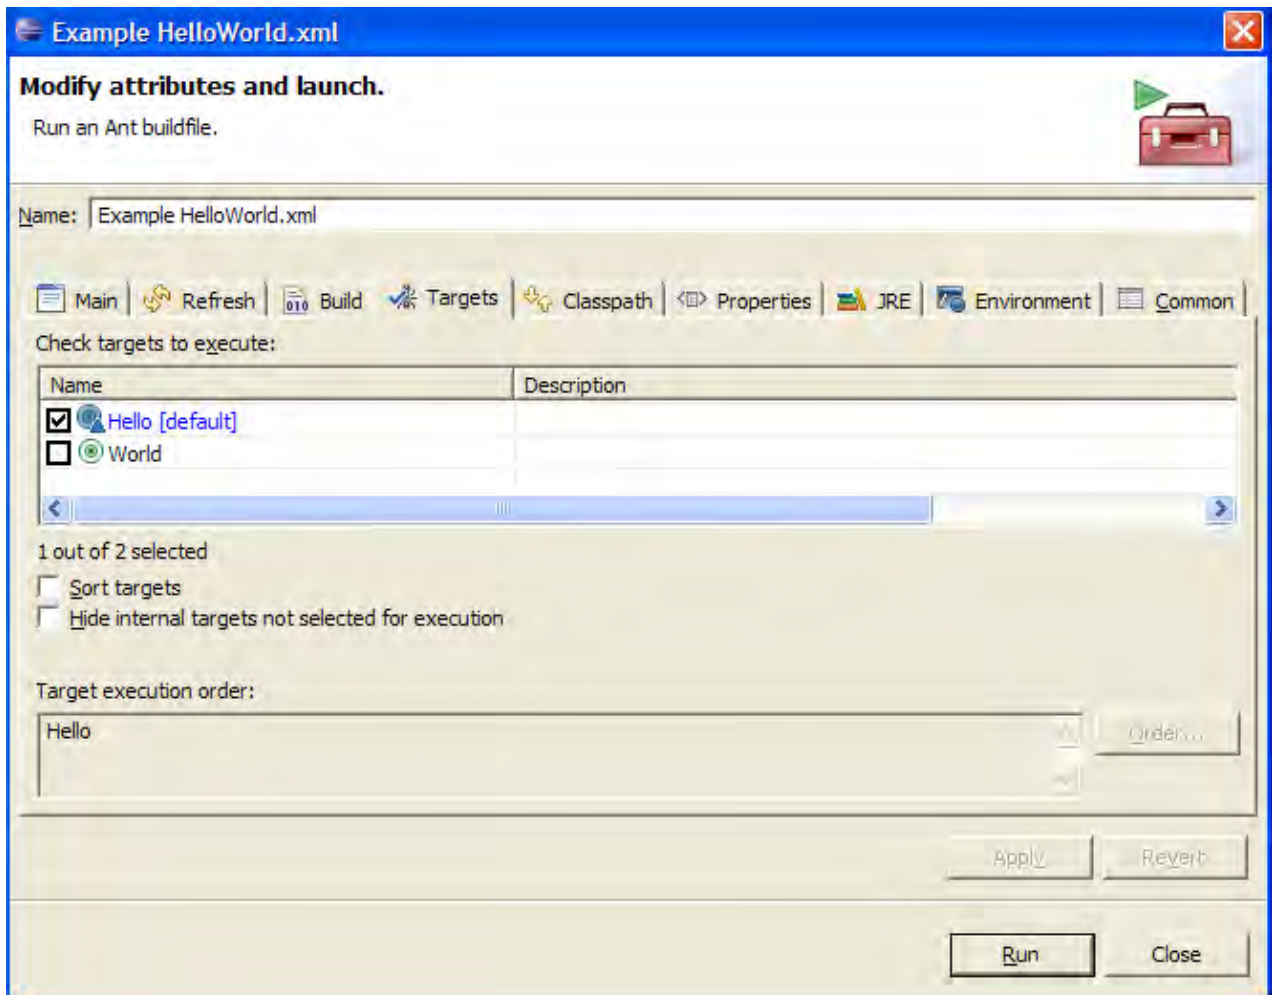 Example HelloWorld.xml
Modify attributes and launch.
Run an Ant buildfile.
Name: Example HelloWorld.xml
Main Refresh 010 Build Targets Classpath Properties JRE Environment Common
Check targets to execute:
Name Description
Hello [default]
World
1 out of 2 selected
Sort targets
Hide internal targets not selected for execution
Target execution order:
Hello
Order...
Apply Revert
Run Close